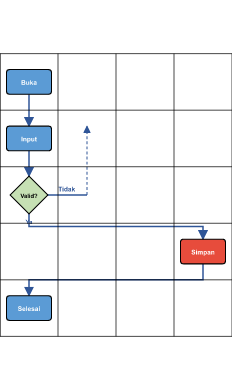 Buka
Input
Valid?
Tidak
Simpan
Selesai